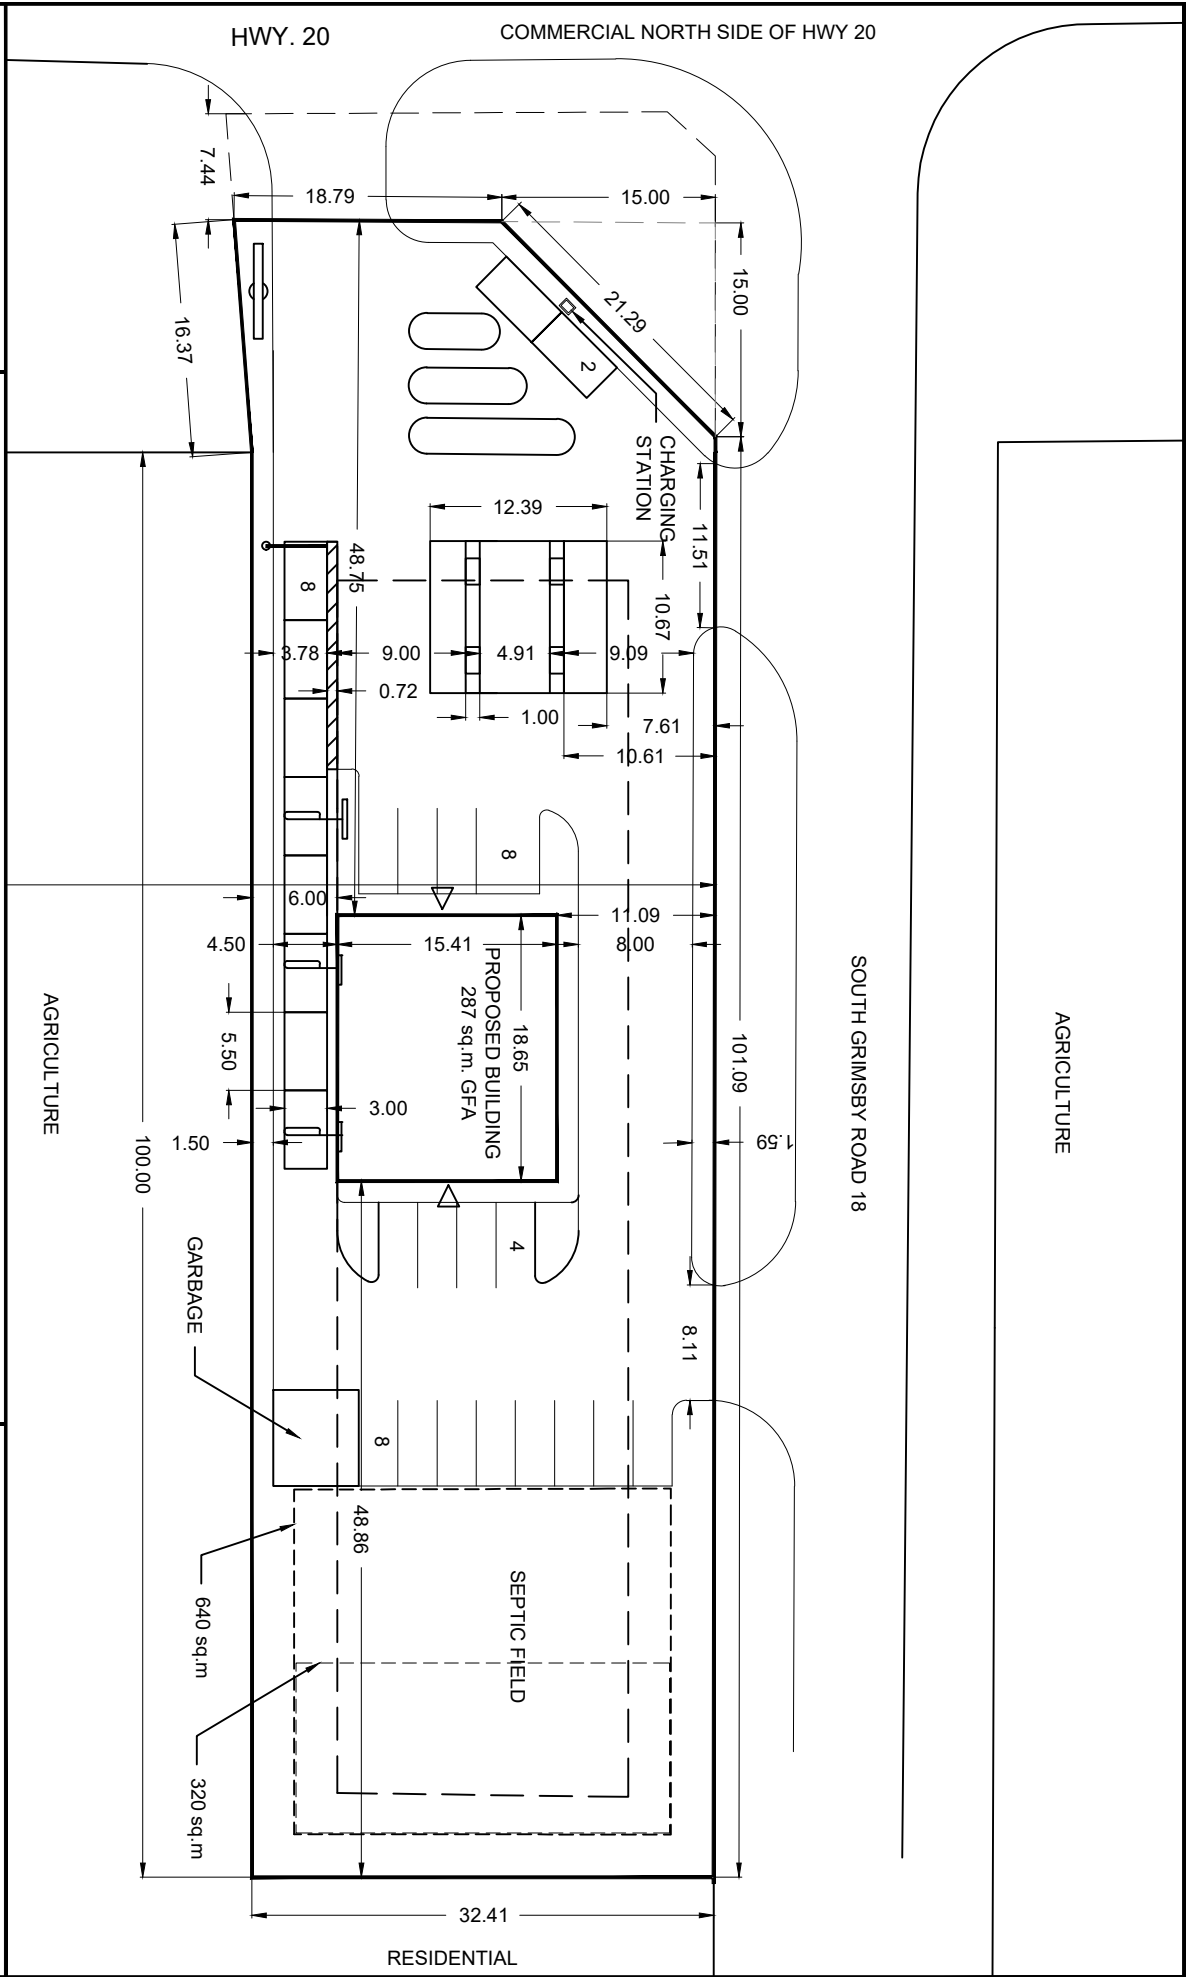 HWY. 20
COMMERCIAL NORTH SIDE OF HWY 20
7.44
18.79
15.00
15.00
21.29
16.37
2
CHARGING
STATION
12.39
11.51
48.75
10.67
8
3.78
9.00
4.91
9.09
0.72
1.00
7.61
10.61
8
6.00
11.09
4.50
15.41
8.00
PROPOSED BUILDING
287 sq.m. GFA
18.65
SOUTH GRIMSBY ROAD 18
AGRICULTURE
AGRICULTURE
101.09
5.50
3.00
1.50
1.59
100.00
4
GARBAGE
8.11
8
48.86
SEPTIC FIELD
640 sq.m
320 sq.m
32.41
RESIDENTIAL